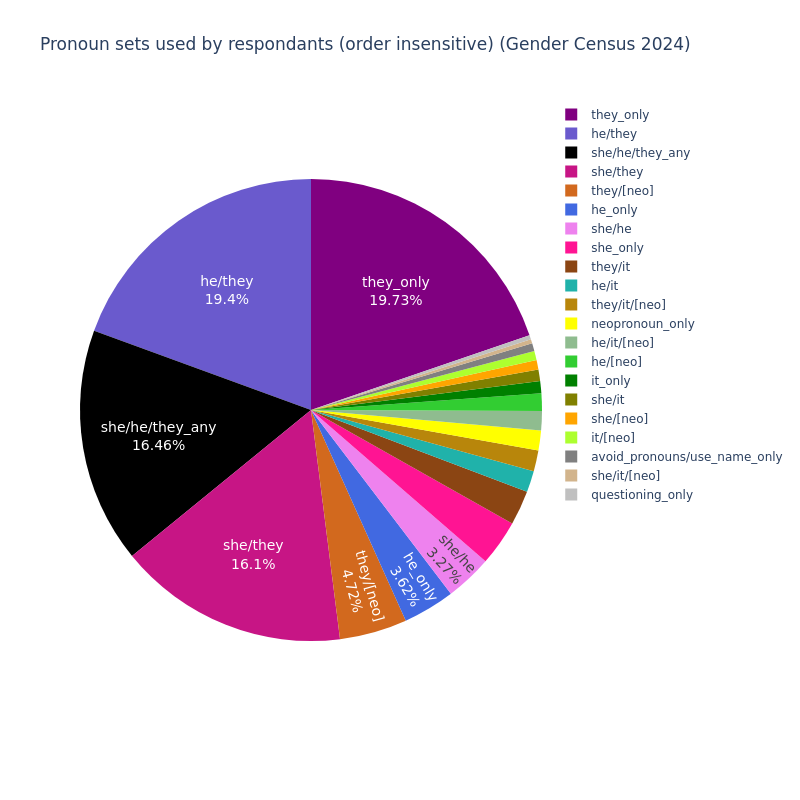 Pronoun sets used by respondants (order insensitive) (Gender Census 2024)
they_only
he/they
she/he/they_any
she/they
they/[neo]
he_only
she/he
she_only
they/it
he/it
they/it/[neo]
neopronoun_only
he/it/[neo]
he/[neo]
it_only
she/it
she/[neo]
it/[neo]
avoid_pronouns/use_name_only
she/it/[neo]
questioning_only
he/they
19.4%
they_only
19.73%
she/he/they_any
16.46%
she/they
16.1%
they/[neo]
4.72%
he_only
3.62%
she/he
3.27%